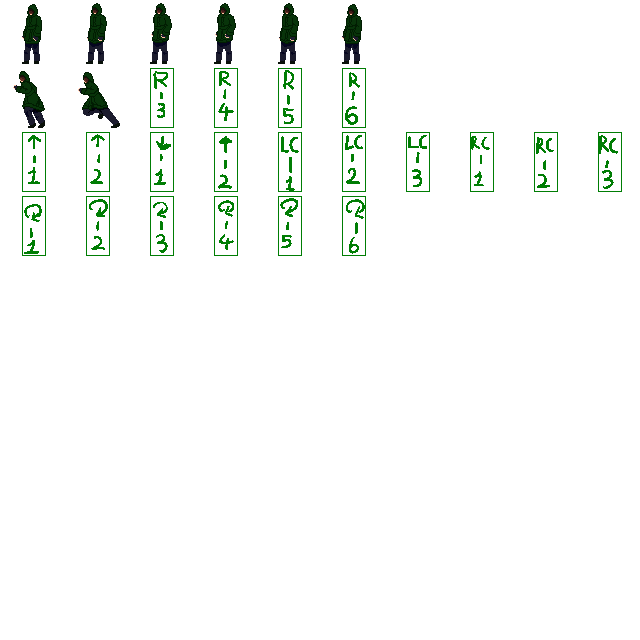 R-3
R-4
R-5
R-6
↑-1
↑-2
↓-1
↑-2
LC-1
LC-2
LC-3
RC-1
RC-2
RC-3
↻-1
↻-2
↻-3
↻-4
↻-5
↻-6